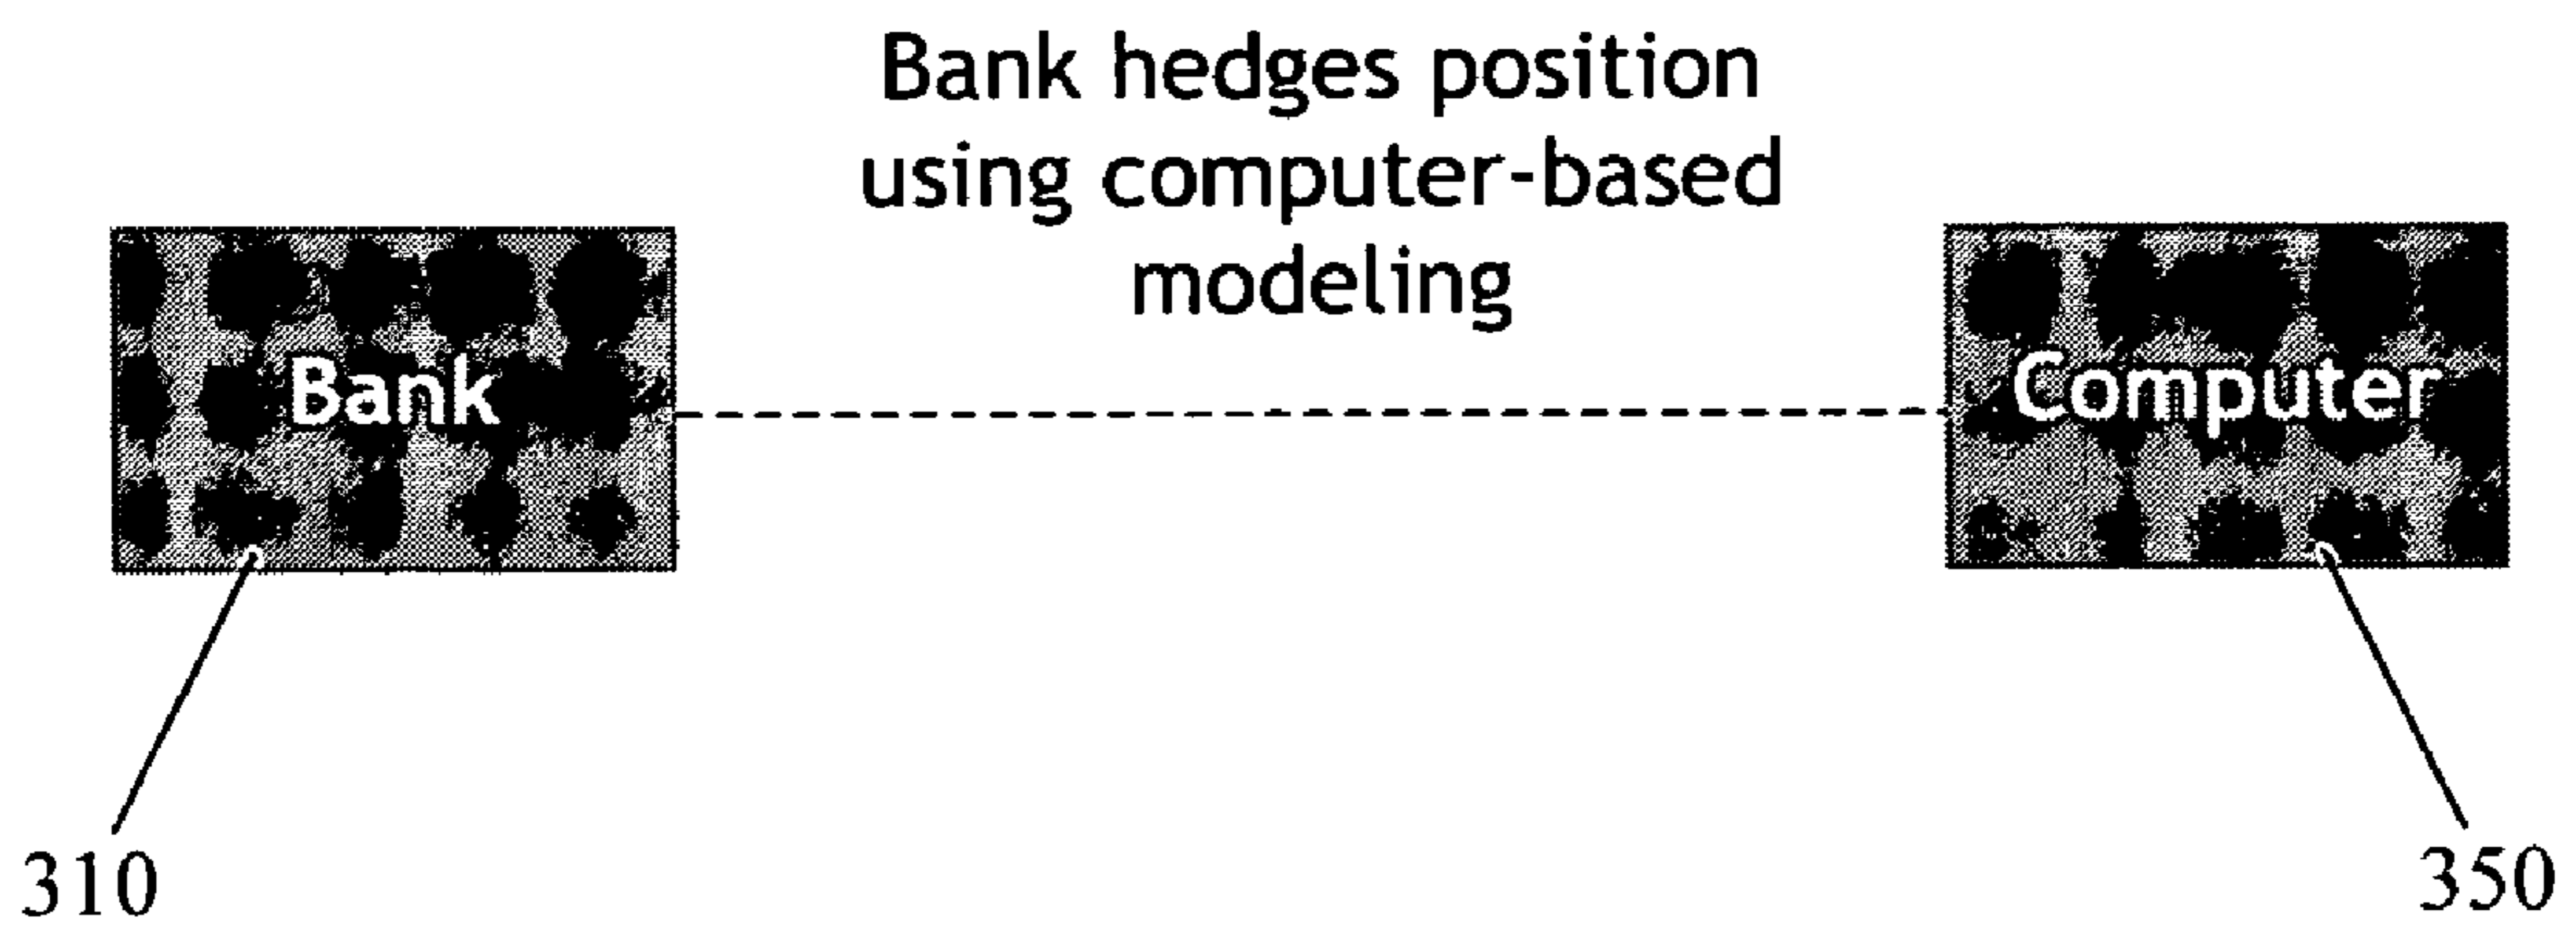 Bank hedges position
using computer-based
modeling
Bank
Computer
310
350